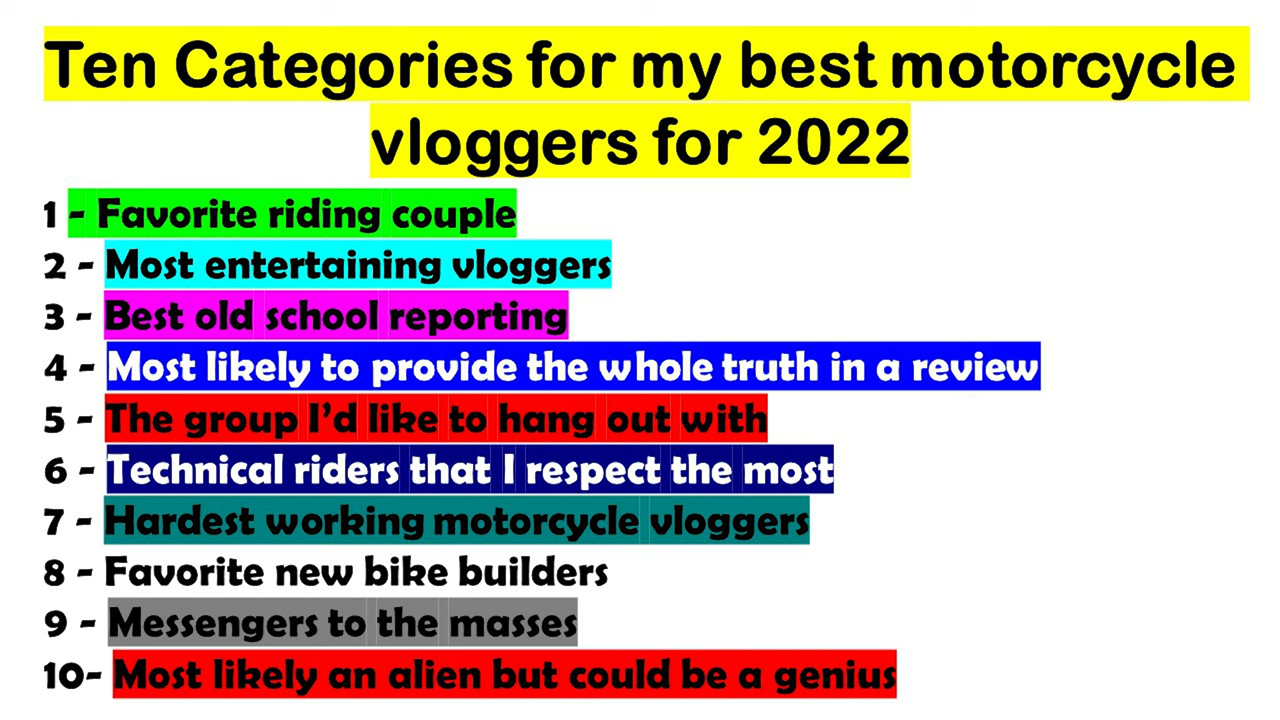 Ten Categories for my best motorcycle
vloggers for 2022
1 - Favorite riding couple
2 - Most entertaining vloggers
3 - Best old school reporting
4 - Most likely to provide the whole truth in a review
5 - The group I’d like to hang out with
6 - Technical riders that I respect the most
7 - Hardest working motorcycle vloggers
8 - Favorite new bike builders
9 - Messengers to the masses
10- Most likely an alien but could be a genius